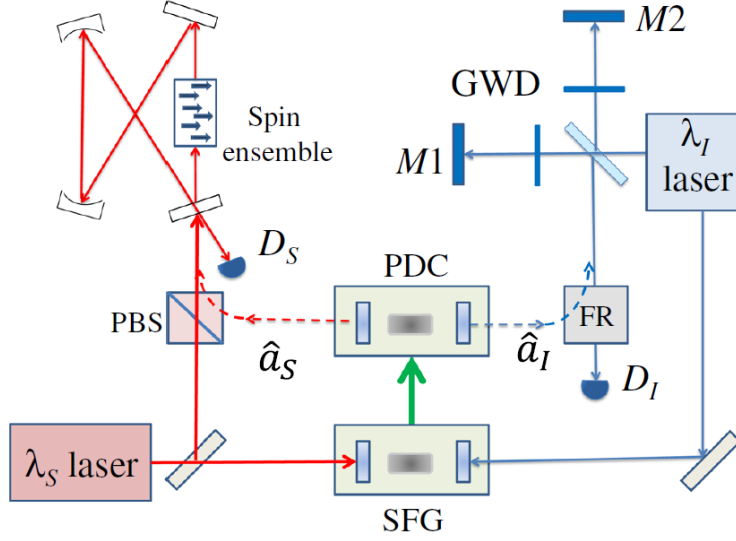 M2
GWD
Spin
ensemble
M1
λI
laser
DS
PDC
PBS
FR
âS
âI
DI
λS laser
SFG